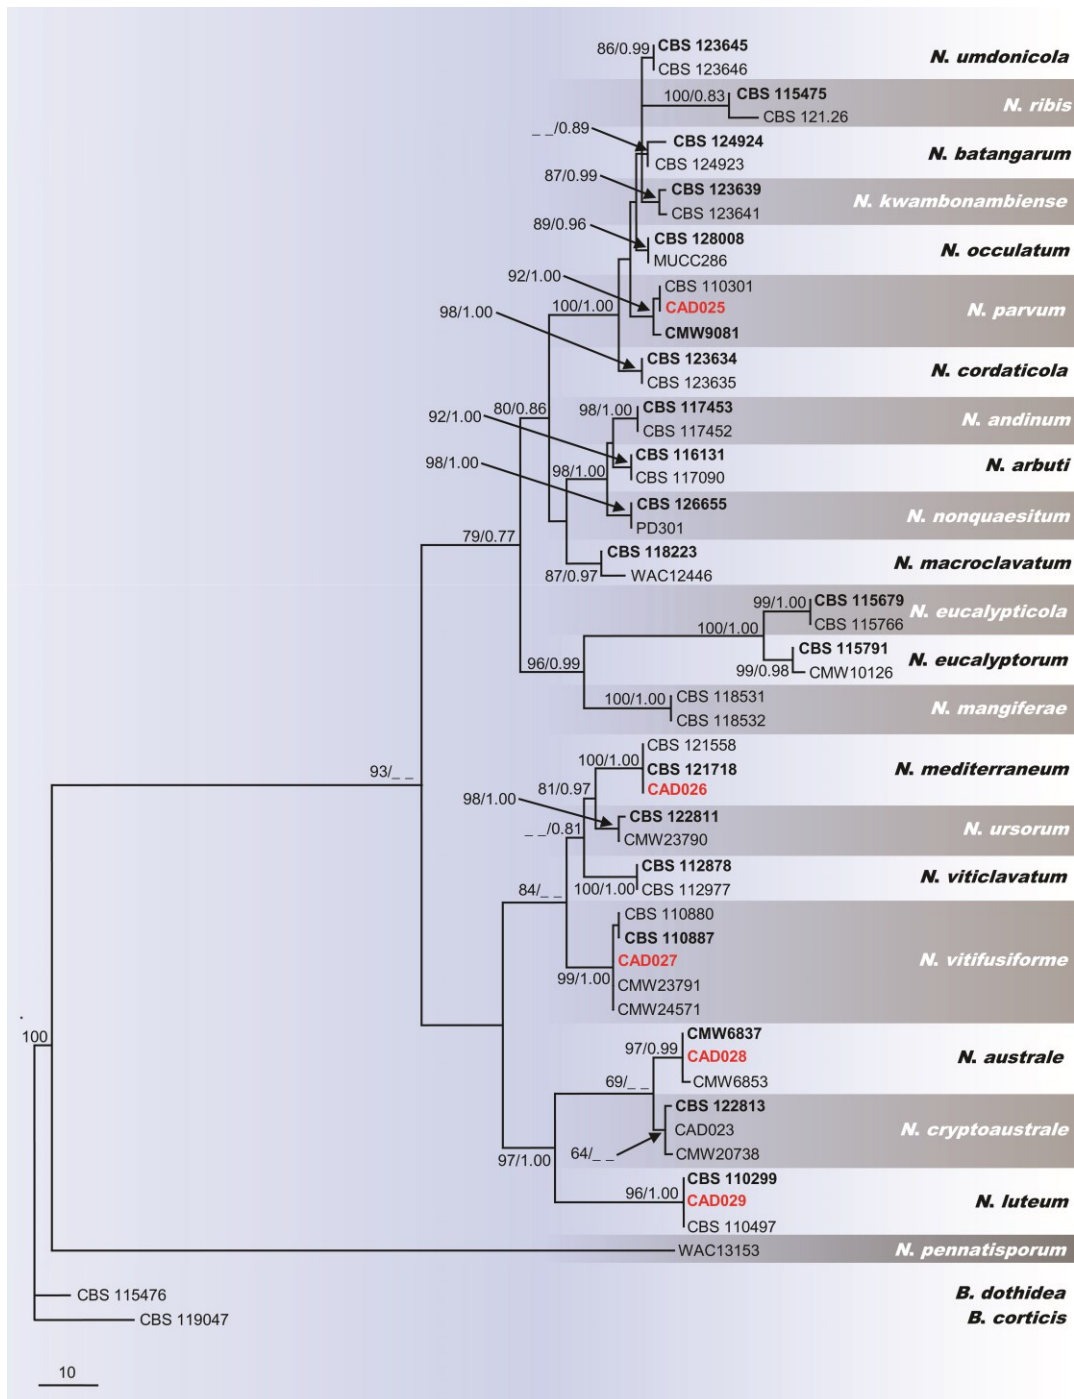 86/0.99 CBS 123645 N. umdonicola
CBS 123646
100/0.83 CBS 115475 N. ribis
CBS 121.26
_ _/0.89
CBS 124924 N. batangarum
CBS 124923
87/0.99
CBS 123639 N. kwambonambiense
CBS 123641
89/0.96
CBS 128008 N. occulatum
MUCC286
92/1.00
CBS 110301
100/1.00 CAD025 N. parvum
98/1.00
CMW9081
CBS 123634 N. cordaticola
CBS 123635
80/0.86 98/1.00 CBS 117453 N. andinum
92/1.00
CBS 117452
CBS 116131 N. arbuti
98/1.00 98/1.00 CBS 117090
CBS 126655 N. nonquaesitum
PD301
79/0.77
CBS 118223 N. macroclavatum
87/0.97 WAC12446
99/1.00 CBS 115679 N. eucalypticola
CBS 115766
100/1.00
CBS 115791 N. eucalyptorum
96/0.99 99/0.98 CMW10126
100/1.00 CBS 118531 N. mangiferae
CBS 118532
CBS 121558
100/1.00 CBS 121718 N. mediterraneum
93/_ _
81/0.97 CAD026
98/1.00
CBS 122811 N. ursorum
_ _/0.81 CMW23790
CBS 112878 N. viticlavatum
84/_ _ 100/1.00 CBS 112977
CBS 110880
CBS 110887
CAD027 N. vitifusiforme
99/1.00 CMW23791
CMW24571
.
100
CMW6837 N. australe
97/0.99 CAD028
69/_ _ CMW6853
CBS 122813
CAD023 N. cryptoaustrale
64/_ _ CMW20738
97/1.00
CBS 110299
96/1.00 CAD029 N. luteum
CBS 110497
WAC13153 N. pennatisporum
CBS 115476 B. dothidea
CBS 119047 B. corticis
10